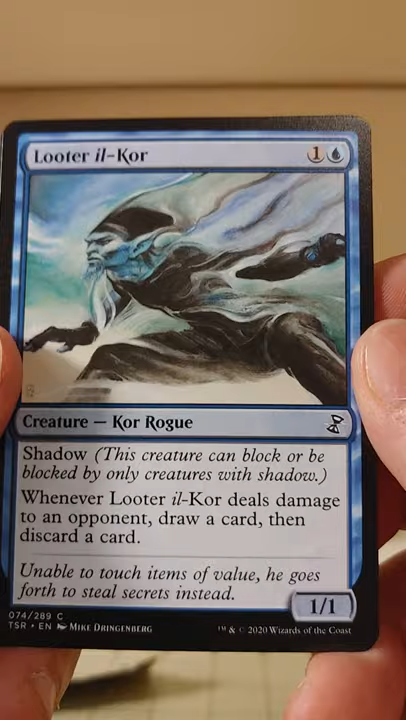 Looter il-Kor
1
Creature — Kor Rogue
Shadow (This creature can block or be
blocked by only creatures with shadow.)
Whenever Looter il-Kor deals damage
to an opponent, draw a card, then
discard a card.
Unable to touch items of value, he goes
forth to steal secrets instead.
1/1
074/289 C
TSR • EN Mike Dringenberg
™ & © 2020 Wizards of the Coast